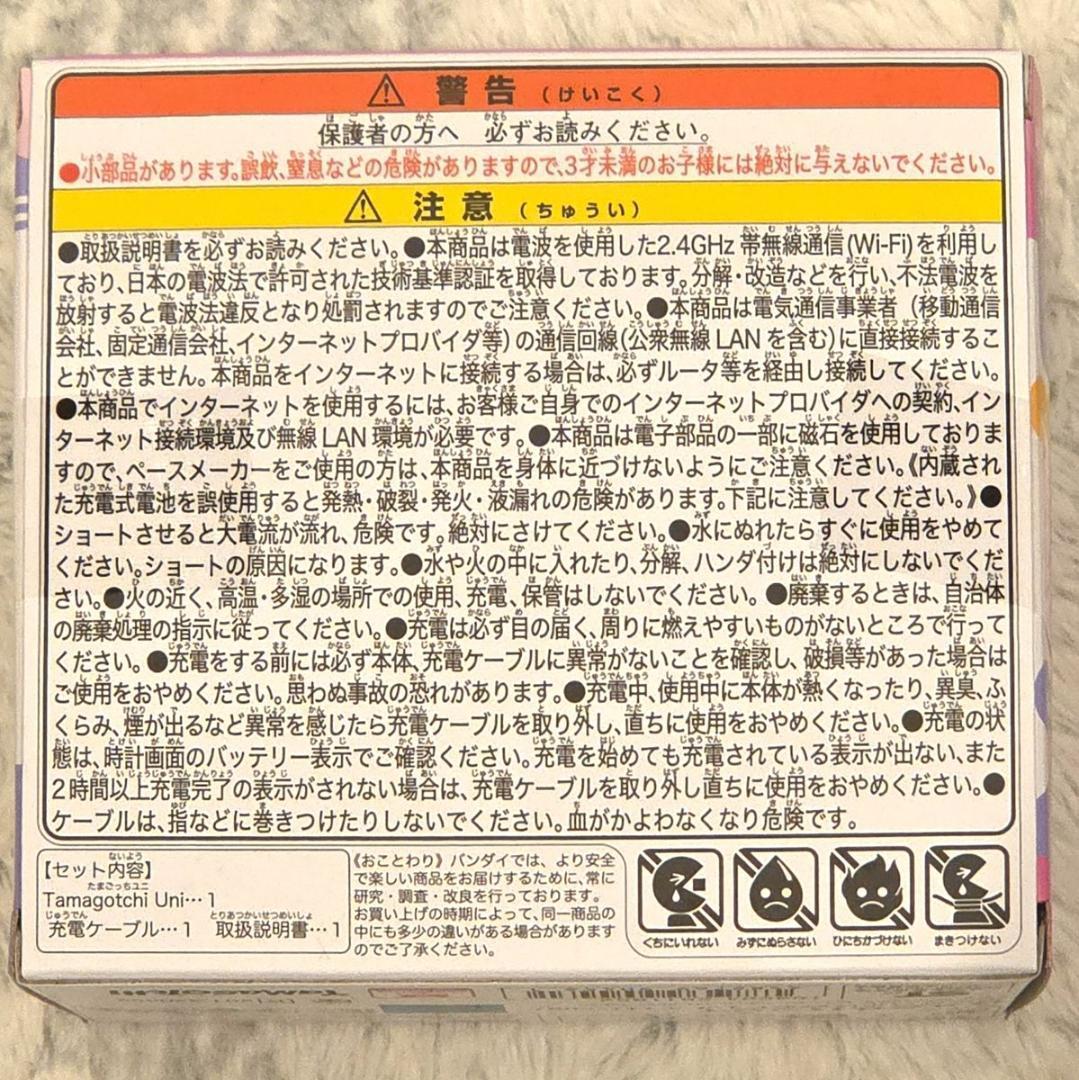 ⚠ 警告（けいこく）
保護者の方へ 必ずお読みください。
●小部品があります。誤飲、窒息などの危険がありますので、3才未満のお子様には絶対に与えないでください。
⚠ 注意（ちゅうい）
●取扱説明書を必ずお読みください。●本商品は電波を使用した2.4GHz 帯無線通信(Wi-Fi)を利用し
ており、日本の電波法で許可された技術基準認証を取得しております。分解・改造などを行い、不法電波を
放射すると電波法違反となり処罰されますのでご注意ください。●本商品は電気通信事業者（移動通信
会社、固定通信会社、インターネットプロバイダ等）の通信回線(公衆無線 LAN を含む)に直接接続するこ
とができません。本商品をインターネットに接続する場合は、必ずルータ等を経由し接続してください。
●本商品でインターネットを使用するには、お客様ご自身でのインターネットプロバイダへの契約、イン
ターネット接続環境及び無線 LAN 環境が必要です。●本商品は電子部品の一部に磁石を使用しておりま
すので、ペースメーカーをご使用の方は、本商品を身体に近づけないようにご注意ください。《内蔵され
た充電式電池を誤使用すると発熱・破裂・発火・液漏れの危険があります。下記に注意してください。》●
ショートさせると大電流が流れ、危険です。絶対にさけてください。●水にぬれたらすぐに使用をやめて
ください。ショートの原因になります。●水や火の中に入れたり、分解、ハンダ付けは絶対にしないでくだ
さい。●火の近く、高温・多湿の場所での使用、充電、保管はしないでください。●廃棄するときは、自治体
の廃棄処理の指示に従ってください。●充電は必ず目の届く、周りに燃えやすいものがないところで行って
ください。●充電をする前には必ず本体、充電ケーブルに異常がないことを確認し、破損等があった場合は
ご使用をおやめください。思わぬ事故の恐れがあります。●充電中、使用中に本体が熱くなったり、異臭、ふ
くらみ、煙が出るなど異常を感じたら充電ケーブルを取り外し、直ちに使用をおやめください。●充電の状
態は、時計画面のバッテリー表示でご確認ください。充電を始めても充電されている表示が出ない、また
2時間以上充電完了の表示がされない場合は、充電ケーブルを取り外し直ちに使用をおやめください。●
ケーブルは、指などに巻きつけたりしないでください。血がかよわなくなり危険です。
【セット内容】
Tamagotchi Uni…1
充電ケーブル…1 取扱説明書…1
《おことわり》バンダイでは、より安全
で楽しい商品をお届けするために、常に
研究・調査・改良を行っております。
お買い上げの時期によって、同一商品の
中にも多少の違いがある場合があります
のでご了承ください。
くちにいれない みずにぬらさない ひにちかづけない まきつけない